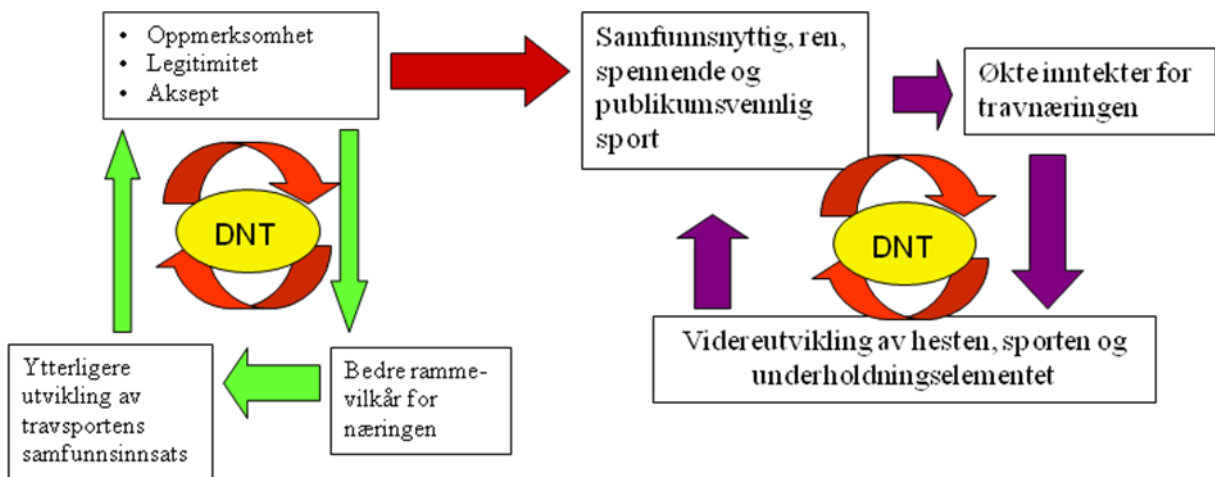 • Oppmerksomhet
• Legitimitet
• Aksept
Samfunnsnyttig, ren,
spennende og
publikumsvennlig
sport
Økte inntekter for
travnæringen
DNT
DNT
Ytterligere
utvikling av
travsportens
samfunnsinnsats
Bedre ramme-
vilkår for
næringen
Videreutvikling av hesten, sporten og
underholdningselementet